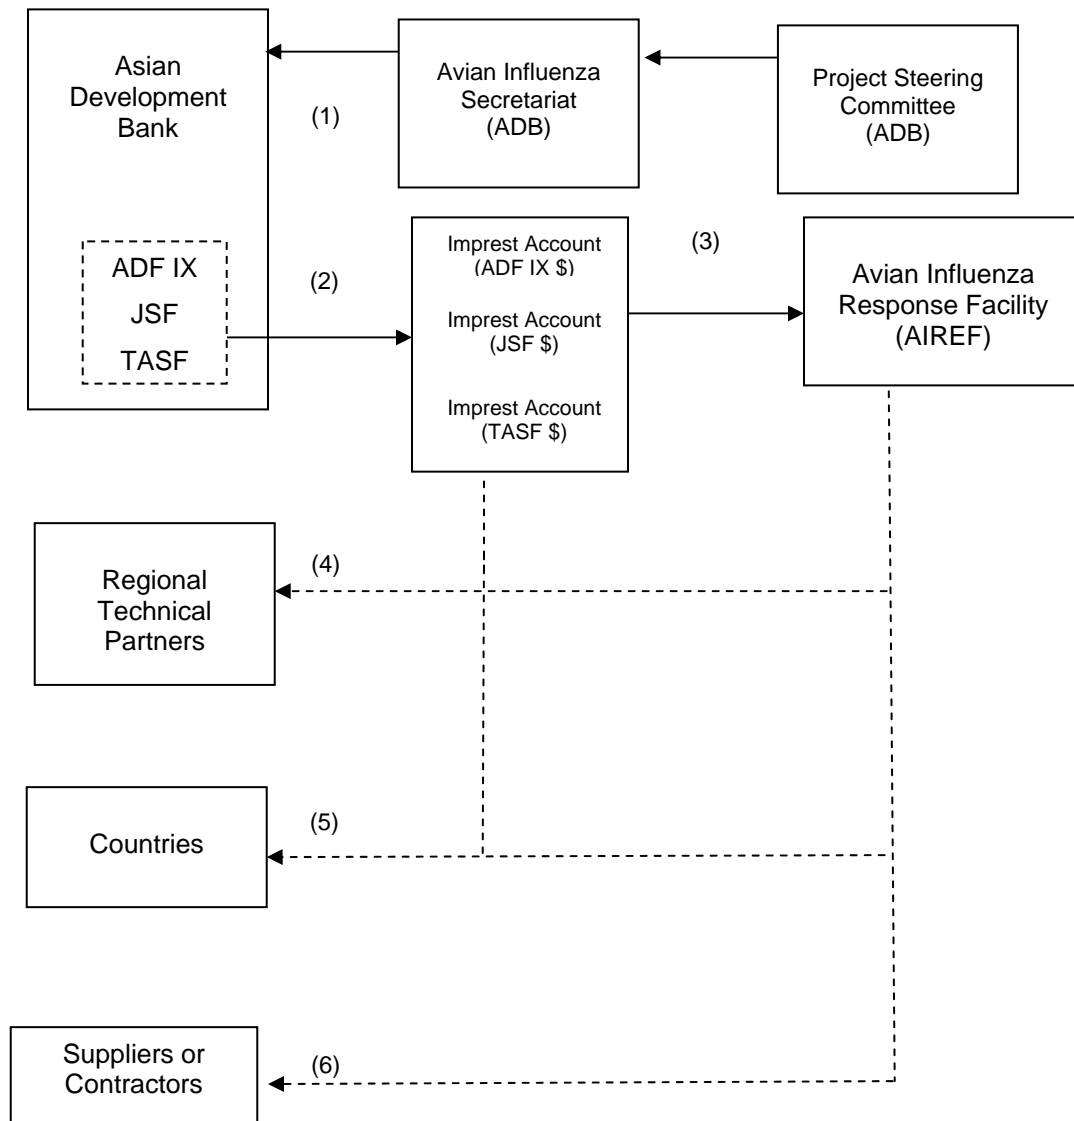 Asian
Development
Bank
(1)
Avian Influenza
Secretariat
(ADB)
Project Steering
Committee
(ADB)
ADF IX
JSF
TASF
(2)
Imprest Account
(ADF IX $)
Imprest Account
(JSF $)
Imprest Account
(TASF $)
(3)
Avian Influenza
Response Facility
(AIREF)
Regional
Technical
Partners
(4)
Countries
(5)
Suppliers or
Contractors
(6)